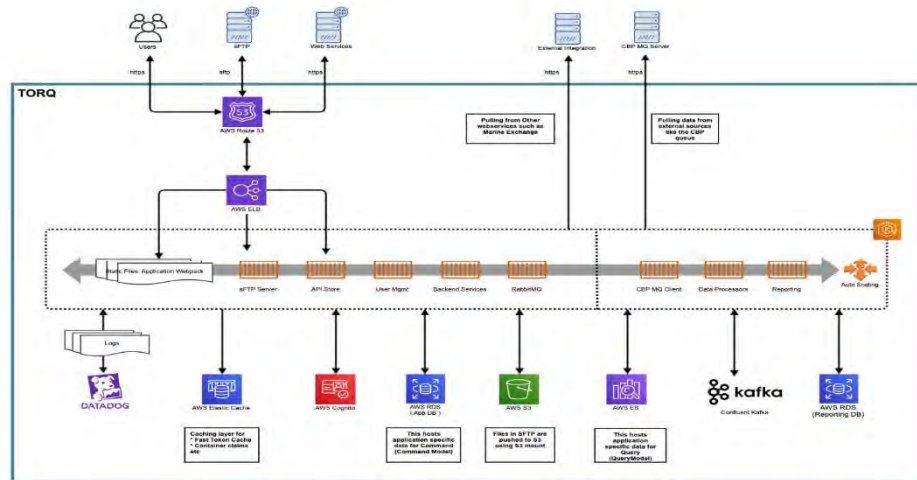 Users
sFTP
Web Services
External Integration
CBP MQ Server
https
sftp
https
https
https
TORQ
53
AWS Route 53
Pulling from Other
webservices such as
Marine Exchange
Pulling data from
external sources
like the CBP
queue
AWS ELB
Static Files Application Webpack
sFTP Server
API Store
User Mgmt
Backend Services
RabbitMQ
CBP MQ Client
Data Processors
Reporting
Auto Scaling
Logs
DATADOG
AWS Elastic Cache
AWS Cognito
AWS RDS
(App DB )
AWS S3
AWS ES
kafka
Confluent Kafka
AWS RDS
(Reporting DB)
Caching layer for
* Fast Token Cache
* Container claims
etc
This hosts
application specific
data for Command
(Command Model)
Files in SFTP are
pushed to S3
using S3 mount
This hosts
application
specific data for
Query
(QueryModel)